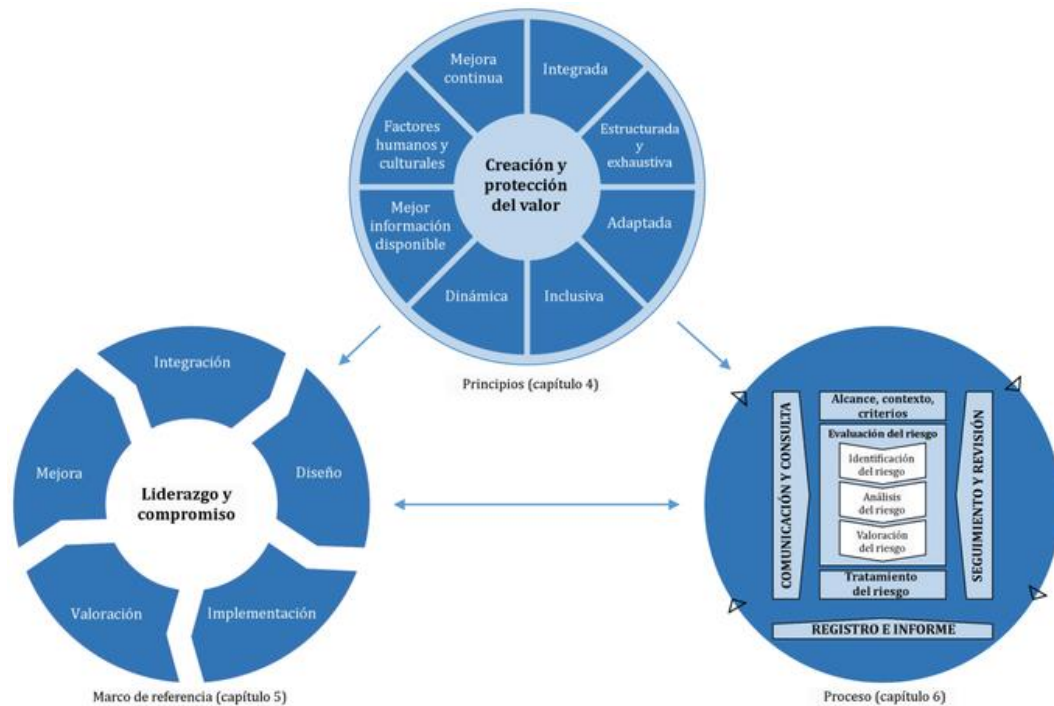 Mejora
continua
Integrada
Factores
humanos y
culturales
Estructurada
y
exhaustiva
Creación y
protección
del valor
Mejor
información
disponible
Adaptada
Dinámica
Inclusiva
Principios (capítulo 4)
Integración
Mejora
Diseño
Liderazgo y
compromiso
Valoración
Implementación
Marco de referencia (capítulo 5)
COMUNICACIÓN Y CONSULTA
Alcance, contexto,
criterios
Evaluación del riesgo
Identificación
del riesgo
Análisis
del riesgo
Valoración
del riesgo
Tratamiento
del riesgo
SEGUIMIENTO Y REVISIÓN
REGISTRO E INFORME
Proceso (capítulo 6)